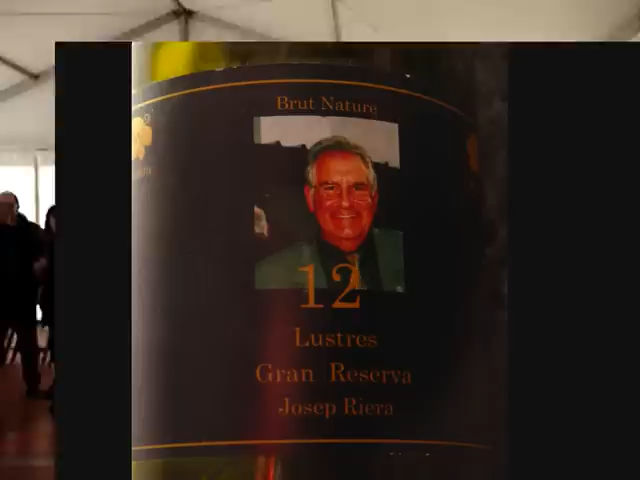 Brut Nature
12
Lustres
Gran Reserva
Josep Riera